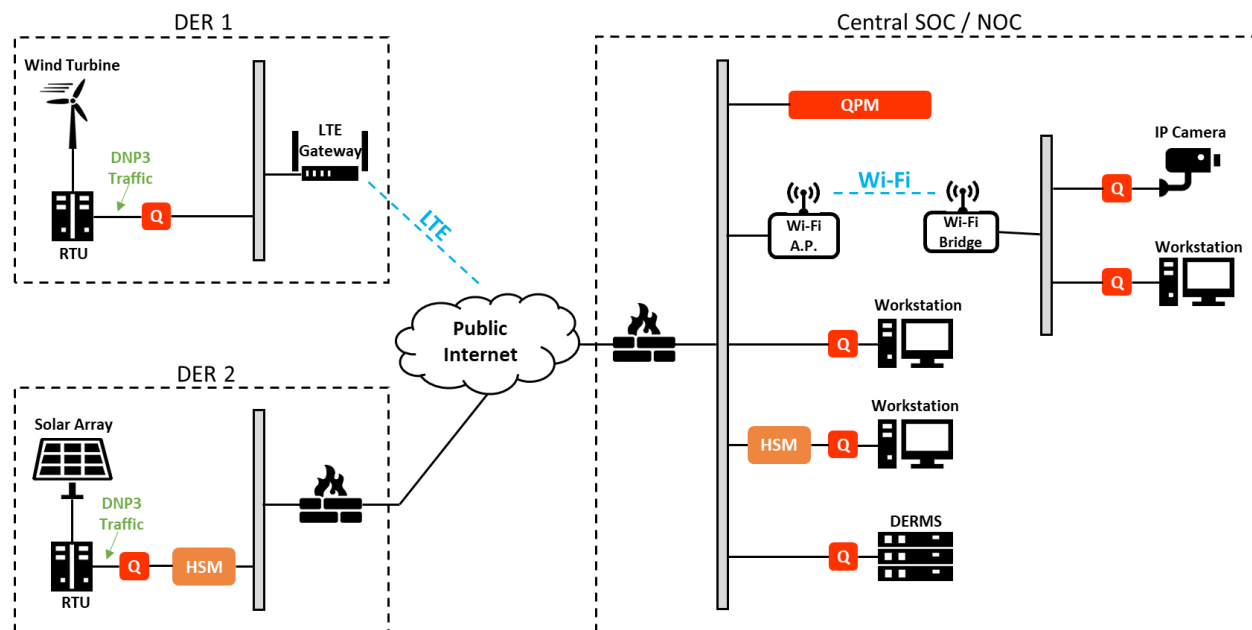 DER 1
Wind Turbine
DNP3
Traffic
Q
RTU
LTE
Gateway
LTE
Public
Internet
DER 2
Solar Array
DNP3
Traffic
Q
HSM
RTU
Central SOC / NOC
QPM
Wi-Fi
Wi-Fi
A.P.
Wi-Fi
Bridge
IP Camera
Q
Workstation
Q
Workstation
Q
Workstation
HSM
Q
DERMS
Q